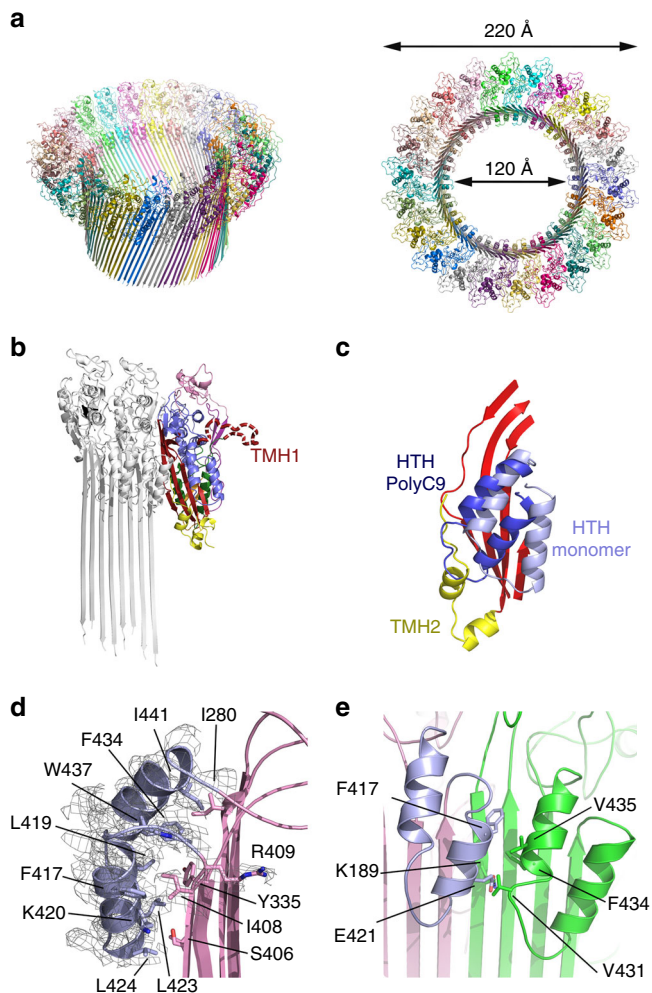 a
220 Å
120 Å
b
TMH1
c
HTH
PolyC9
HTH
monomer
TMH2
d
I441
I280
F434
W437
L419
R409
F417
Y335
K420
I408
S406
L424
L423
e
F417
V435
K189
F434
E421
V431